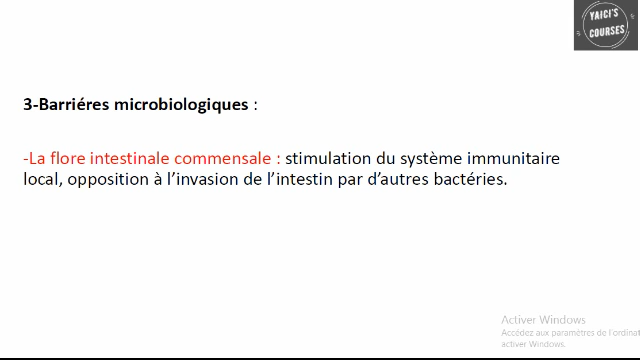 YAICI'S
COURSES
3-Barriéres microbiologiques :
-La flore intestinale commensale : stimulation du système immunitaire
local, opposition à l’invasion de l’intestin par d’autres bactéries.
Activer Windows
Accédez aux paramètres de l'ordinat
activer Windows.